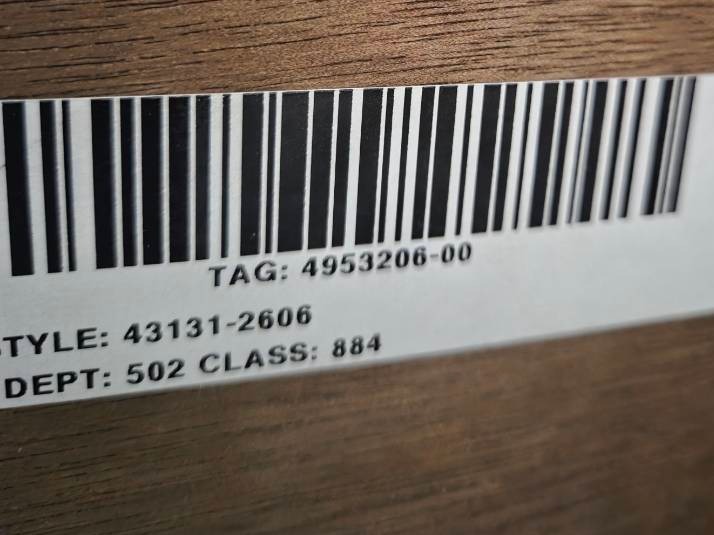 TAG: 4953206-00
STYLE: 43131-2606
DEPT: 502 CLASS: 884